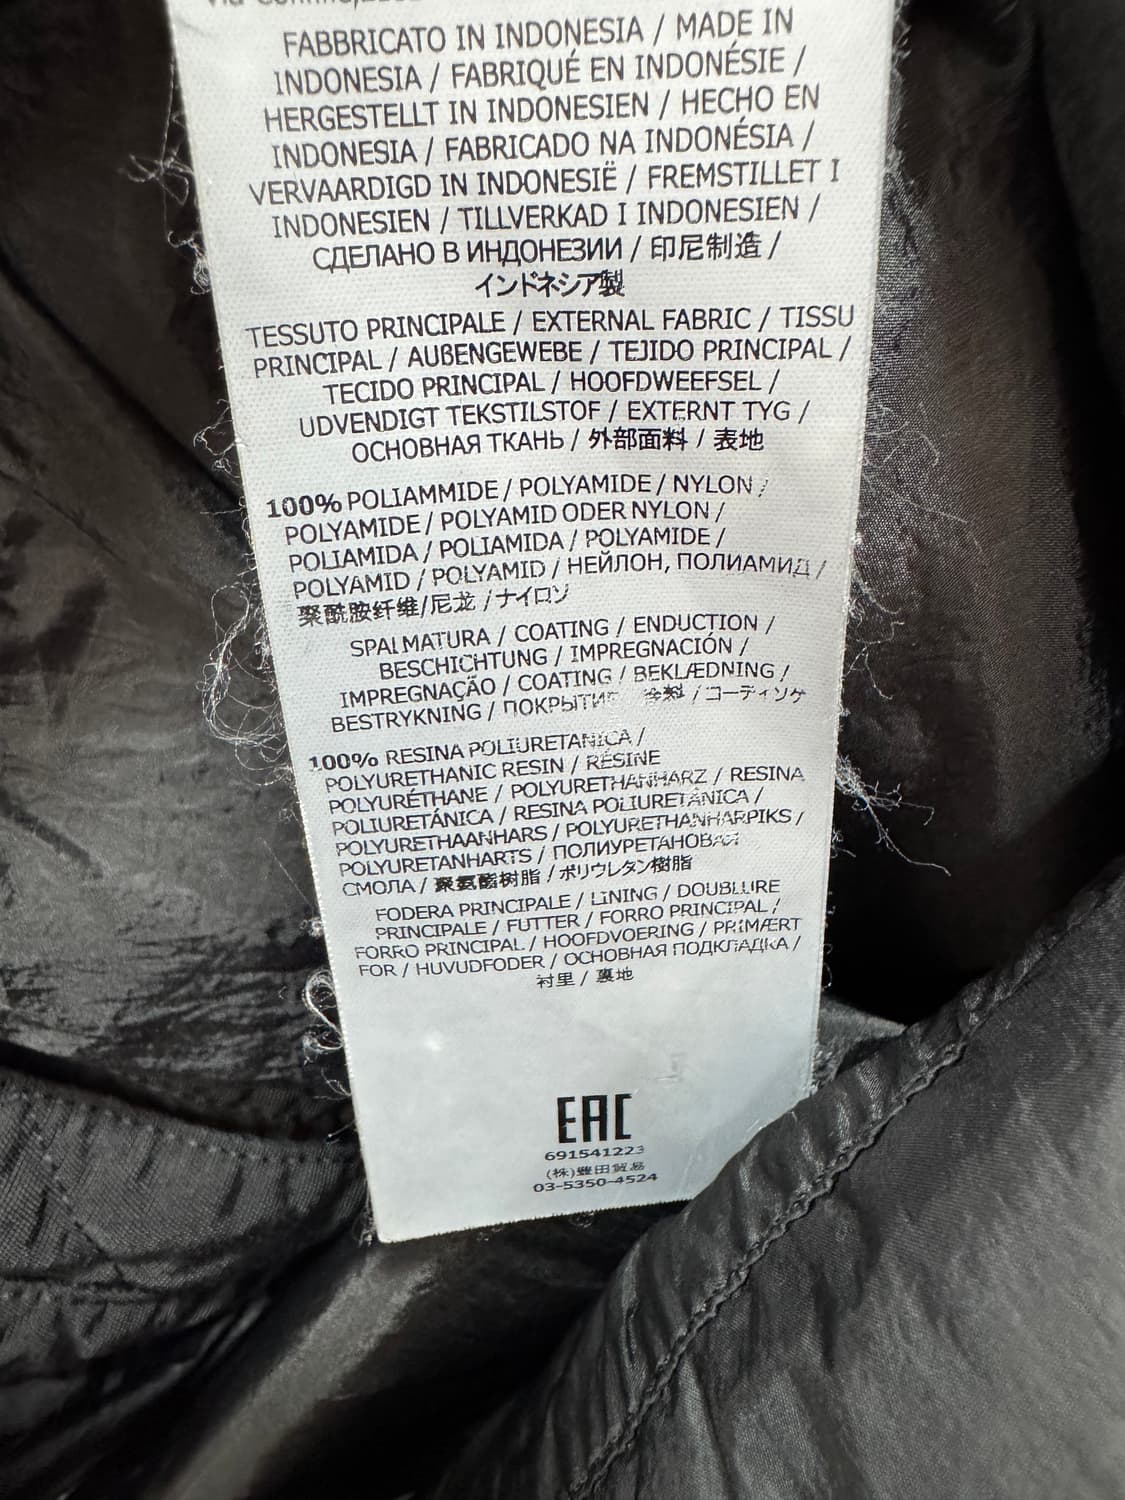 FABBRICATO IN INDONESIA / MADE IN
INDONESIA / FABRIQUÉ EN INDONÉSIE /
HERGESTELLT IN INDONESIEN / HECHO EN
INDONESIA / FABRICADO NA INDONÉSIA /
VERVAARDIGD IN INDONESIË / FREMSTILLET I
INDONESIEN / TILLVERKAD I INDONESIEN /
СДЕЛАНО В ИНДОНЕЗИИ / 印尼制造 /
インドネシア製
TESSUTO PRINCIPALE / EXTERNAL FABRIC / TISSU
PRINCIPAL / AUßENGEWEBE / TEJIDO PRINCIPAL /
TECIDO PRINCIPAL / HOOFDWEEFSEL /
UDVENDIGT TEKSTILSTOF / EXTERNT TYG /
ОСНОВНАЯ ТКАНЬ / 外部面料 / 表地
100% POLIAMMIDE / POLYAMIDE / NYLON /
POLYAMIDE / POLYAMID ODER NYLON /
POLIAMIDA / POLIAMIDA / POLYAMIDE /
POLYAMID / POLYAMID / НЕЙЛОН, ПОЛИАМИД /
聚酰胺纤维/尼龙 / ナイロン
SPALMATURA / COATING / ENDUCTION /
BESCHICHTUNG / IMPREGNACIÓN /
IMPREGNAÇÃO / COATING / BEKLÆDNING /
BESTRYKNING / ПОКРЫТИЕ 涂料 / コーティング
100% RESINA POLIURETANICA /
POLYURETHANIC RESIN / RÉSINE
POLYURÉTHANE / POLYURETHANHARZ / RESINA
POLIURETÁNICA / RESINA POLIURETÂNICA /
POLYURETHAANHARS / POLYURETHANHARPIKS /
POLYURETANHARTS / ПОЛИУРЕТАНОВАЯ
СМОЛА / 聚氨酯树脂 / ポリウレタン樹脂
FODERA PRINCIPALE / LINING / DOUBLURE
PRINCIPALE / FUTTER / FORRO PRINCIPAL /
FORRO PRINCIPAL / HOOFDVOERING / PRIMÆRT
FOR / HUVUDFODER / ОСНОВНАЯ ПОДКЛАДКА /
衬里 / 裏地
EAC
691541223
(株)豊田貿易
03-5350-4524